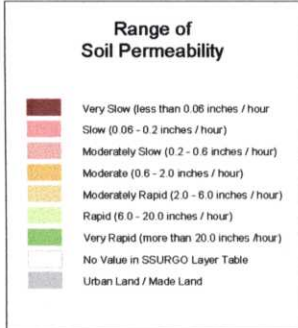 Range of
Soil Permeability
Very Slow (less than 0.06 inches / hour
Slow (0.06 - 0.2 inches / hour)
Moderately Slow (0.2 - 0.6 inches / hour)
Moderate (0.6 - 2.0 inches / hour)
Moderately Rapid (2.0 - 6.0 inches / hour)
Rapid (6.0 - 20.0 inches / hour)
Very Rapid (more than 20.0 inches /hour)
No Value in SSURGO Layer Table
Urban Land / Made Land